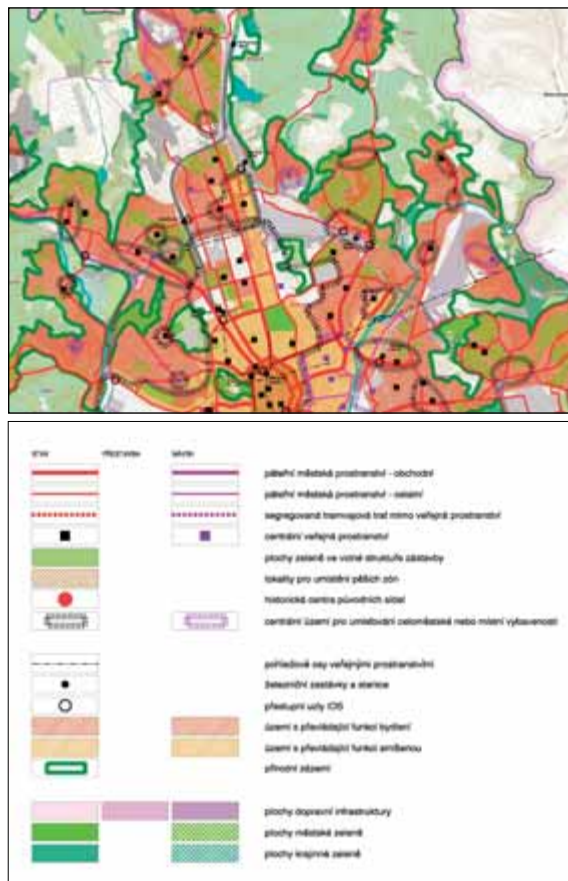 STAV PŘESTAVBA NÁVRH
páteřní městská prostranství - obchodní
páteřní městská prostranství - ostatní
segregovaná tramvajová trať mimo veřejná prostranství
centrální veřejná prostranství
plochy zeleně ve volné struktuře zástavby
lokality pro umístění pěších zón
historická centra původních sídel
centrální území pro umisťování celoměstské nebo místní vybavenosti
pohledové osy veřejnými prostranstvími
železniční zastávky a stanice
přestupní uzly IDS
území s převládající funkcí bydlení
území s převládající funkcí smíšenou
přírodní zázemí
plochy dopravní infrastruktury
plochy městské zeleně
plochy krajinné zeleně